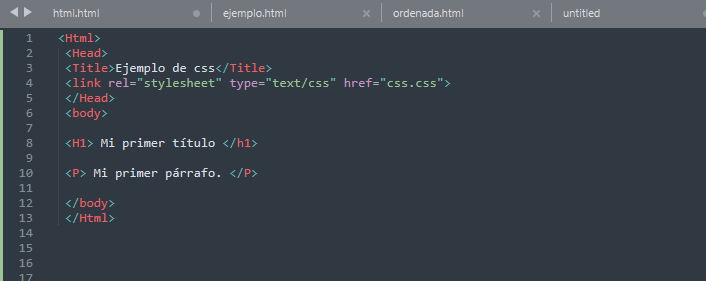 html.html ejemplo.html ordenada.html untitled
1 <Html>
2 <Head>
3 <Title>Ejemplo de css</Title>
4 <link rel="stylesheet" type="text/css" href="css.css">
5 </Head>
6 <body>
7
8 <H1> Mi primer título </h1>
9
10 <P> Mi primer párrafo. </P>
11
12 </body>
13 </Html>
14
15
16
17